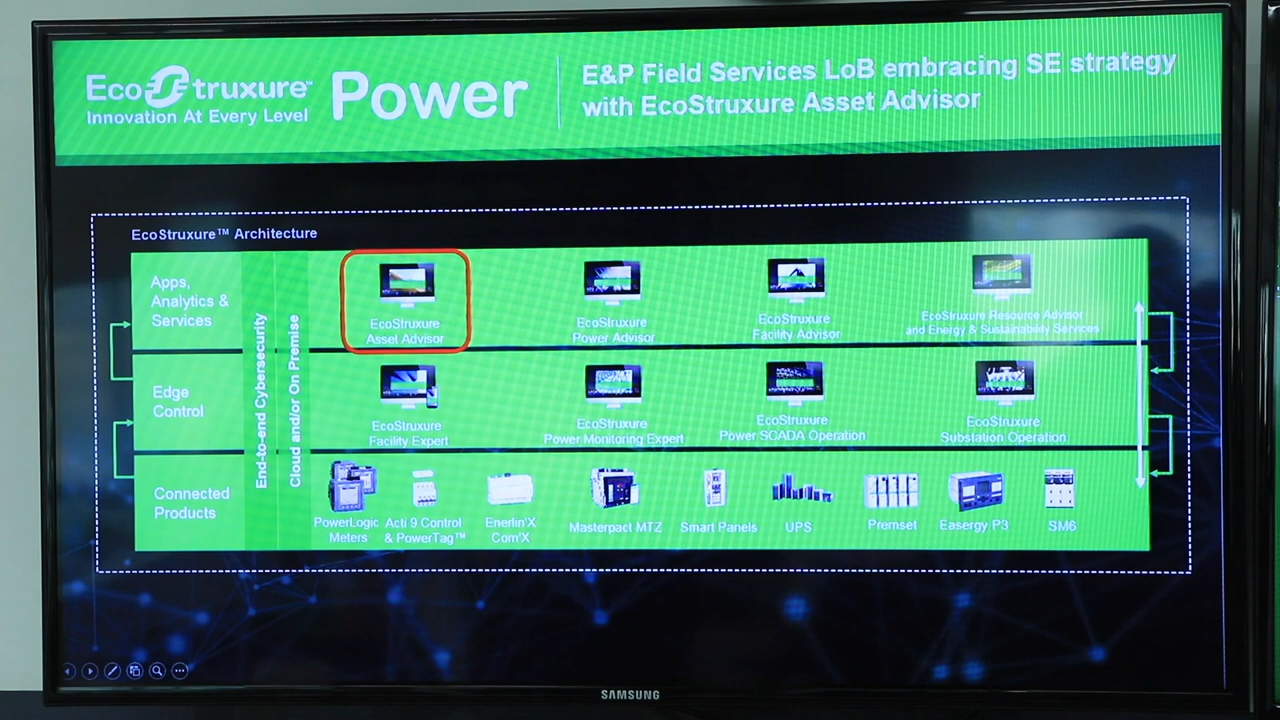 EcoStruxure™
Innovation At Every Level
Power
E&P Field Services LoB embracing SE strategy
with EcoStruxure Asset Advisor
EcoStruxure™ Architecture
Apps,
Analytics &
Services
End-to-end Cybersecurity
Cloud and/or On Premise
EcoStruxure
Asset Advisor
EcoStruxure
Power Advisor
EcoStruxure
Facility Advisor
EcoStruxure Resource Advisor
and Energy & Sustainability Services
Edge
Control
EcoStruxure
Facility Expert
EcoStruxure
Power Monitoring Expert
EcoStruxure
Power SCADA Operation
EcoStruxure
Substation Operation
Connected
Products
PowerLogic
Meters
Acti 9 Control
& PowerTag™
Enerlin'X
Com'X
Masterpact MTZ
Smart Panels
UPS
Premset
Easergy P3
SM6
SAMSUNG